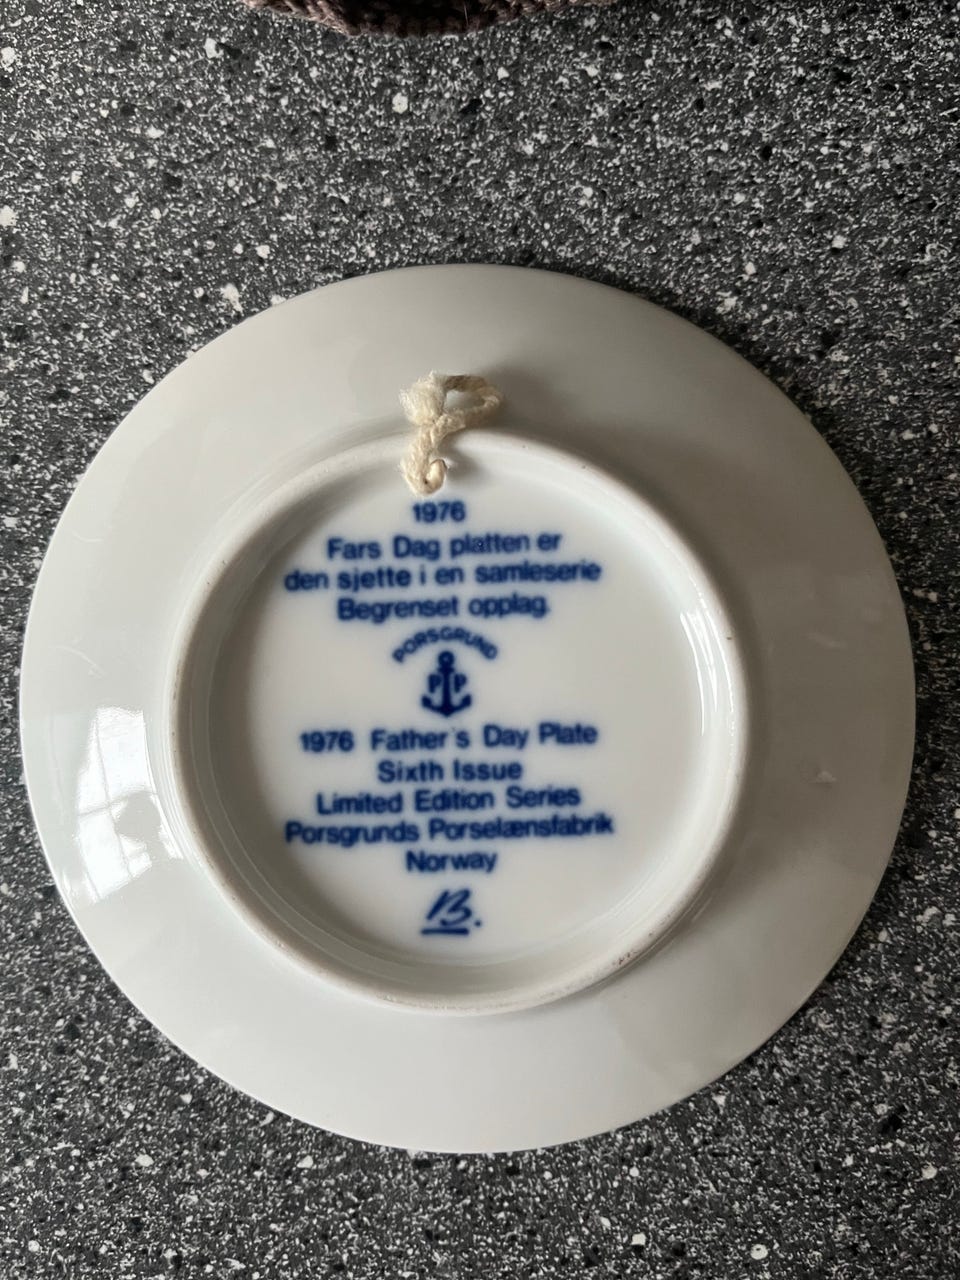 1976
Fars Dag platten er
den sjette i en samleserie
Begrenset opplag.
PORSGRUND
P P
1976 Father's Day Plate
Sixth Issue
Limited Edition Series
Porsgrunds Porselænsfabrik
Norway
B.